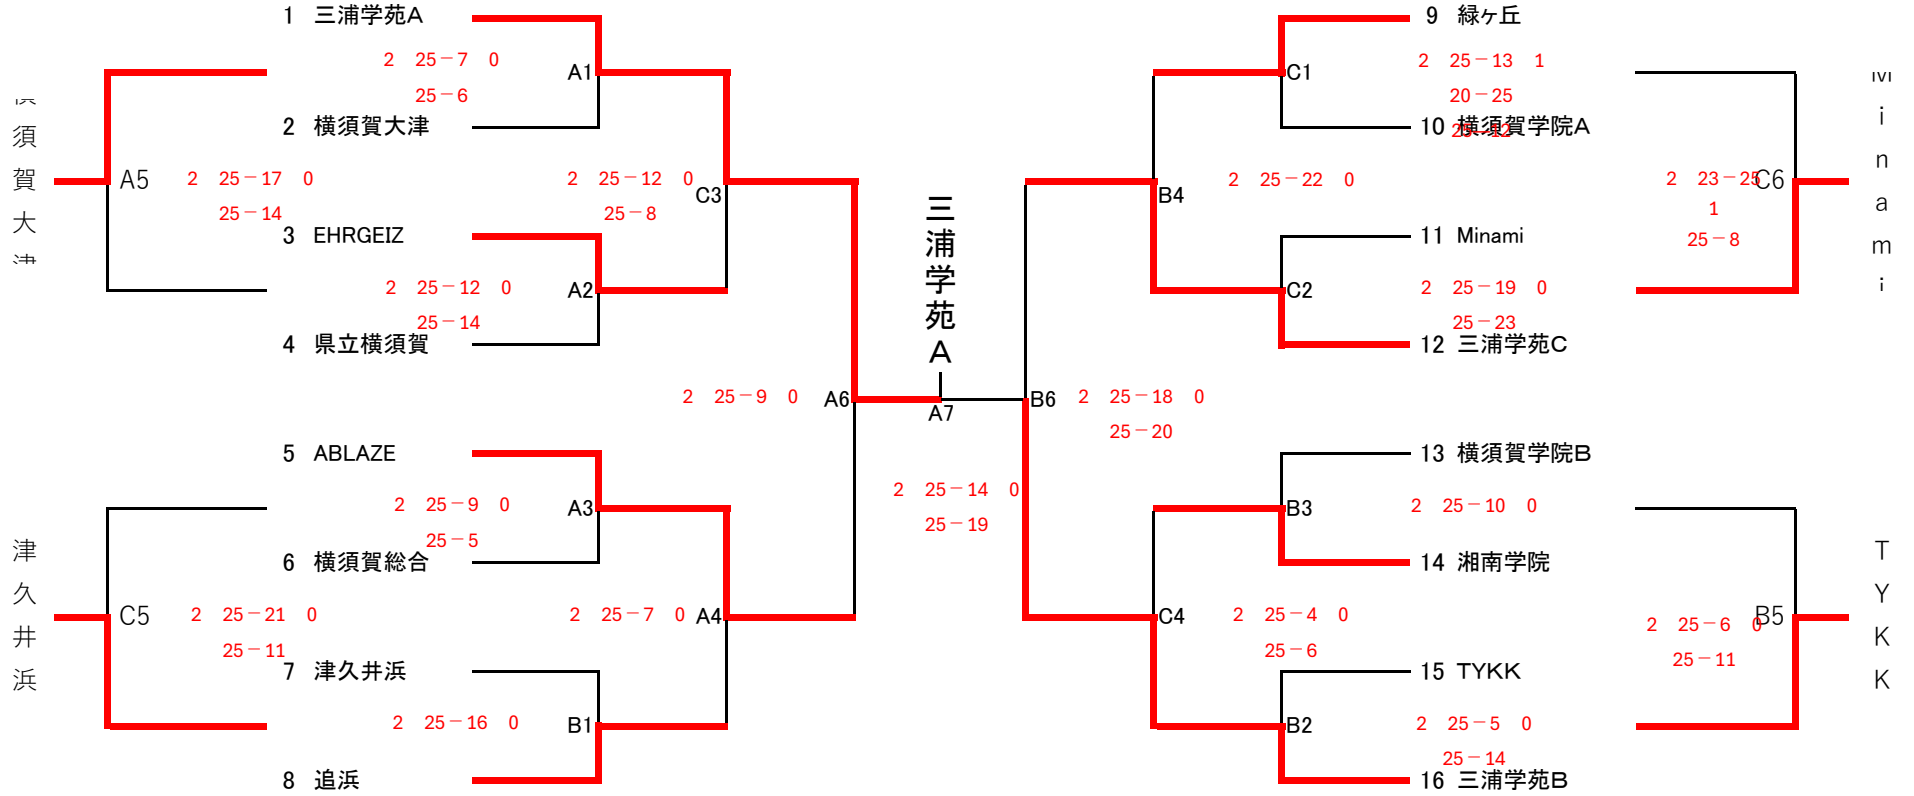 1 三浦学苑A
2 25－7 0
25－6
A1
2 横須賀大津
須賀大
A5
2 25－17 0
25－14
2 25－12 0
25－8
C3
3 EHRGEIZ
2 25－12 0
25－14
A2
4 県立横須賀
2 25－9 0
A6
三浦学苑A
A7
5 ABLAZE
2 25－9 0
25－5
A3
6 横須賀総合
津久井浜
C5
2 25－21 0
25－11
2 25－7 0
A4
7 津久井浜
2 25－16 0
B1
8 追浜
2 25－14 0
25－19
9 緑ヶ丘
2 25－13 1
20－25
25－12
C1
10 横須賀学院A
2 25－22 0
B4
11 Minami
2 25－19 0
25－23
C2
12 三浦学苑C
2 23－25
1
25－8
C6
Minami
B6
2 25－18 0
25－20
13 横須賀学院B
B3
2 25－10 0
14 湘南学院
C4
2 25－4 0
25－6
15 TYKK
B2
2 25－5 0
25－14
16 三浦学苑B
2 25－6 0
25－11
B5
TYKK